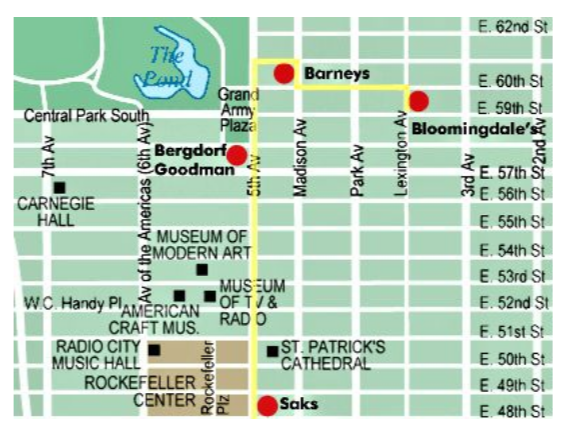 E. 62nd St
The
Pond
Barneys
E. 60th St
Grand
Army
Plaza
Central Park South
E. 59th St
Bloomingdale's
7th Av
Av of the Americas (6th Av)
5th Av
Madison Av
Park Av
Lexington Av
3rd Av
2nd Av
Bergdorf
Goodman
E. 57th St
E. 56th St
CARNEGIE
HALL
E. 55th St
MUSEUM OF
MODERN ART
E. 54th St
E. 53rd St
MUSEUM
OF TV &
RADIO
W.C. Handy Pl.
AMERICAN
CRAFT MUS.
E. 52nd St
E. 51st St
RADIO CITY
MUSIC HALL
ST. PATRICK'S
CATHEDRAL
E. 50th St
ROCKEFELLER
CENTER
Rockefeller
Plz
E. 49th St
Saks
E. 48th St